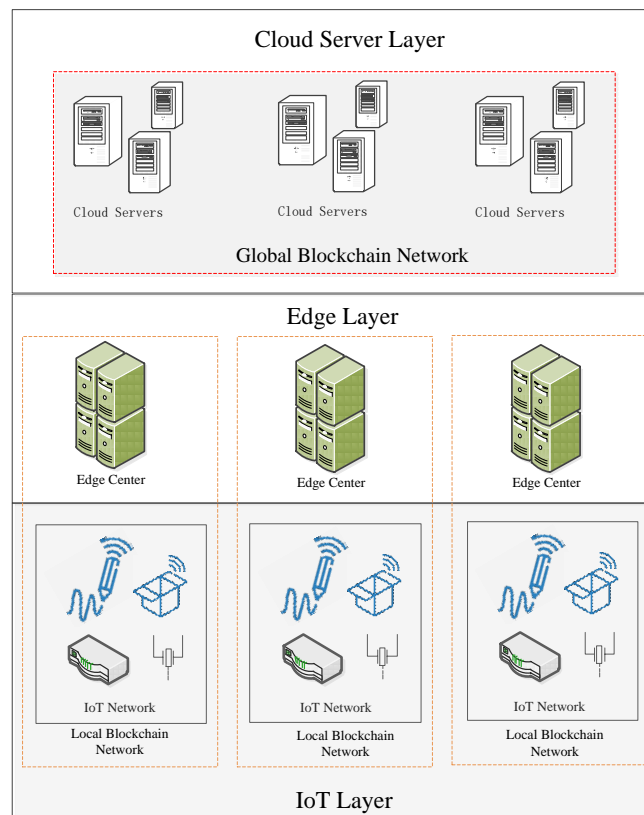 Cloud Server Layer
Cloud Servers
Cloud Servers
Cloud Servers
Global Blockchain Network
Edge Layer
Edge Center
Edge Center
Edge Center
IoT Network
Local Blockchain
Network
IoT Network
Local Blockchain
Network
IoT Network
Local Blockchain
Network
IoT Layer